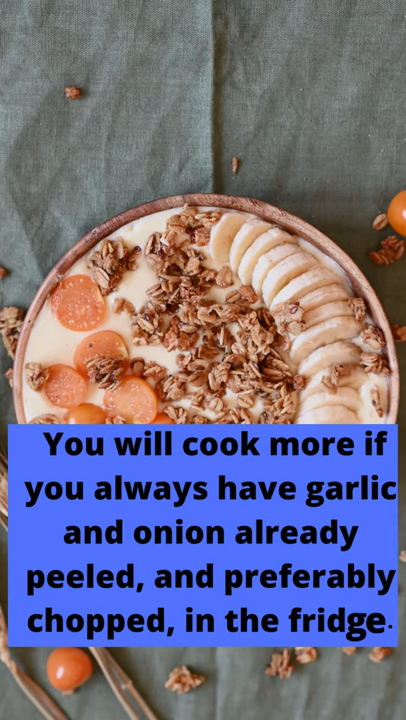 You will cook more if
you always have garlic
and onion already
peeled, and preferably
chopped, in the fridge.